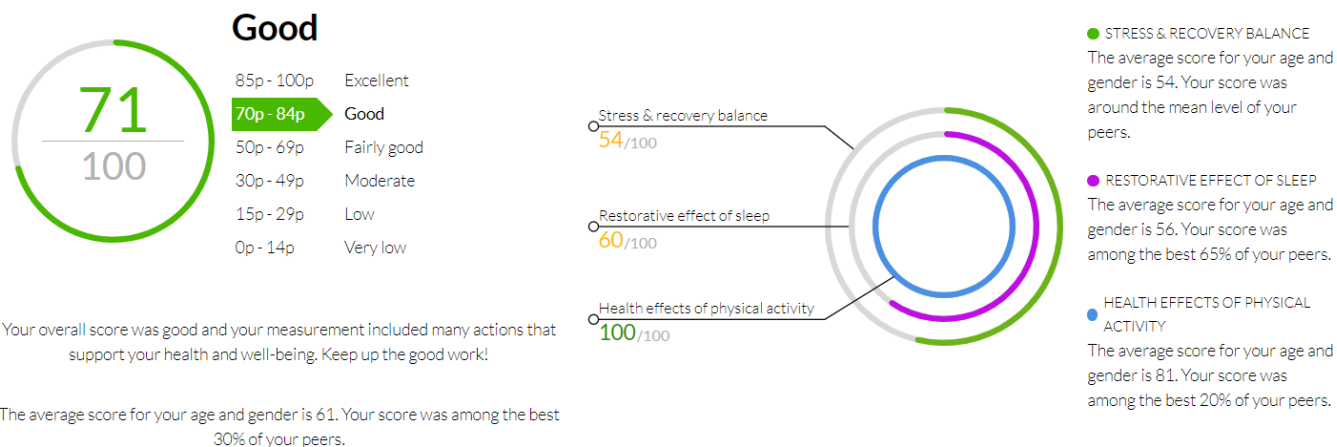 Good
71
100
85p - 100p Excellent
70p - 84p Good
50p - 69p Fairly good
30p - 49p Moderate
15p - 29p Low
0p - 14p Very low
Your overall score was good and your measurement included many actions that
support your health and well-being. Keep up the good work!
The average score for your age and gender is 61. Your score was among the best
30% of your peers.
Stress & recovery balance
54/100
Restorative effect of sleep
60/100
Health effects of physical activity
100/100
STRESS & RECOVERY BALANCE
The average score for your age and
gender is 54. Your score was
around the mean level of your
peers.
RESTORATIVE EFFECT OF SLEEP
The average score for your age and
gender is 56. Your score was
among the best 65% of your peers.
HEALTH EFFECTS OF PHYSICAL
ACTIVITY
The average score for your age and
gender is 81. Your score was
among the best 20% of your peers.